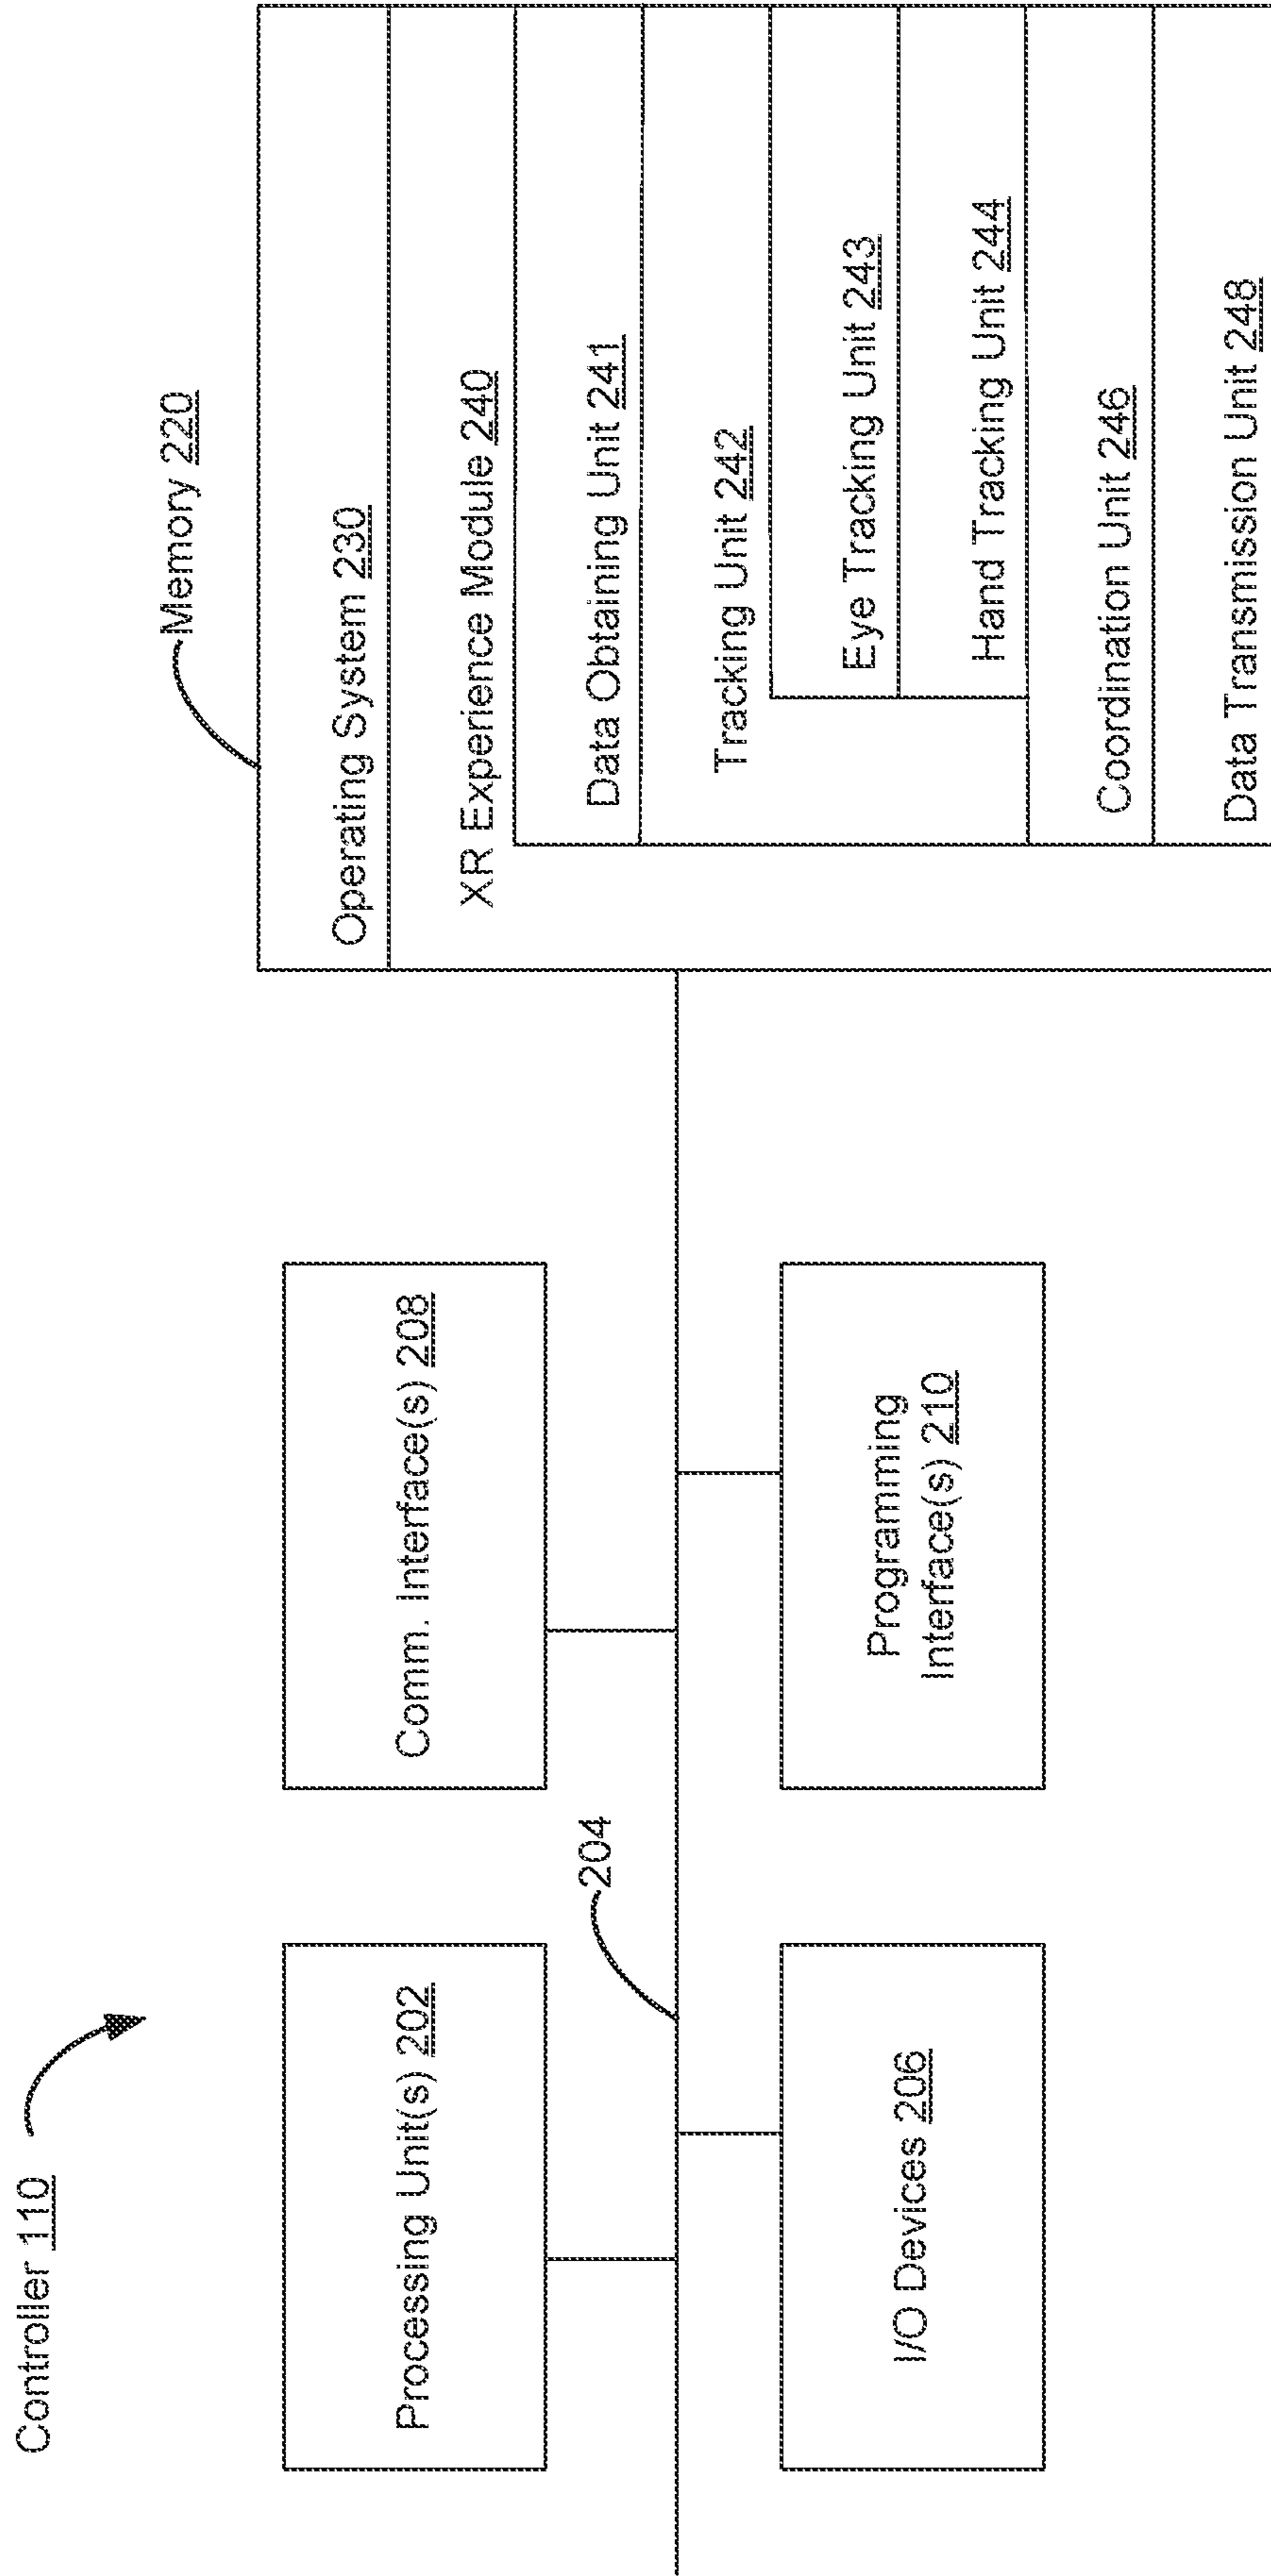 Controller 110
Processing Unit(s) 202
Comm. Interface(s) 208
204
I/O Devices 206
Programming
Interface(s) 210
Memory 220
Operating System 230
XR Experience Module 240
Data Obtaining Unit 241
Tracking Unit 242
Eye Tracking Unit 243
Hand Tracking Unit 244
Coordination Unit 246
Data Transmission Unit 248